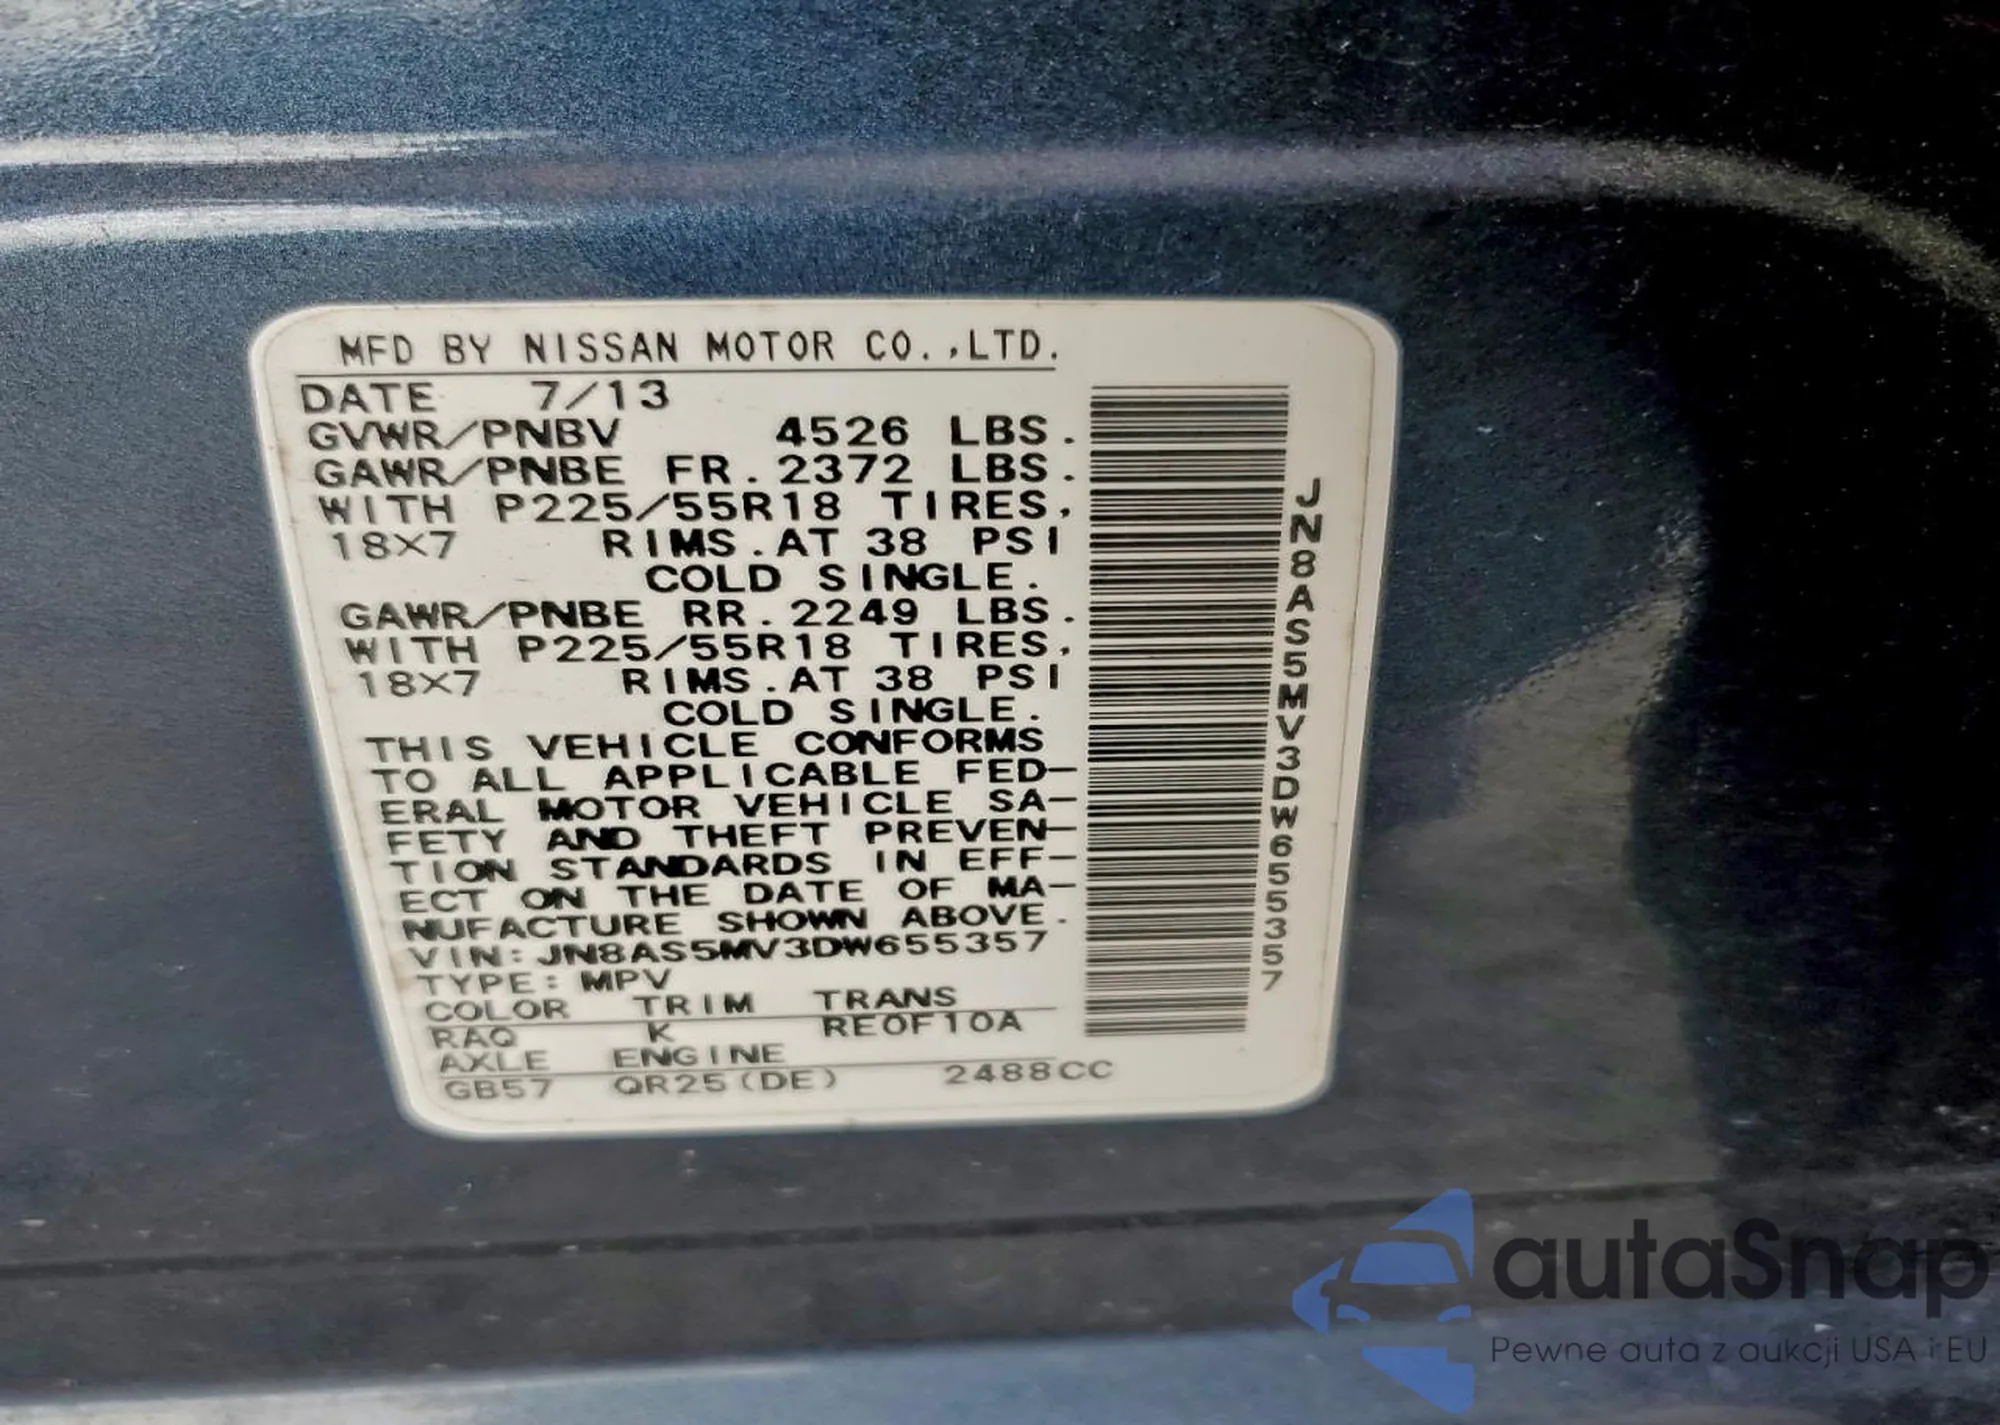 MFD BY NISSAN MOTOR CO.,LTD.
DATE 7/13
GVWR/PNBV 4526 LBS.
GAWR/PNBE FR. 2372 LBS.
WITH P225/55R18 TIRES,
18X7 RIMS. AT 38 PSI
COLD SINGLE.
GAWR/PNBE RR. 2249 LBS.
WITH P225/55R18 TIRES,
18X7 RIMS. AT 38 PSI
COLD SINGLE.
THIS VEHICLE CONFORMS
TO ALL APPLICABLE FED-
ERAL MOTOR VEHICLE SA-
FETY AND THEFT PREVEN-
TION STANDARDS IN EFF-
ECT ON THE DATE OF MA-
NUFACTURE SHOWN ABOVE.
VIN: JN8AS5MV3DW655357
TYPE: MPV
COLOR TRIM TRANS
RAQ K RE0F10A
AXLE ENGINE
GB57 QR25(DE) 2488CC
JN8AS5MV3DW655357
autaSnap
Pewne auta z aukcji USA i EU